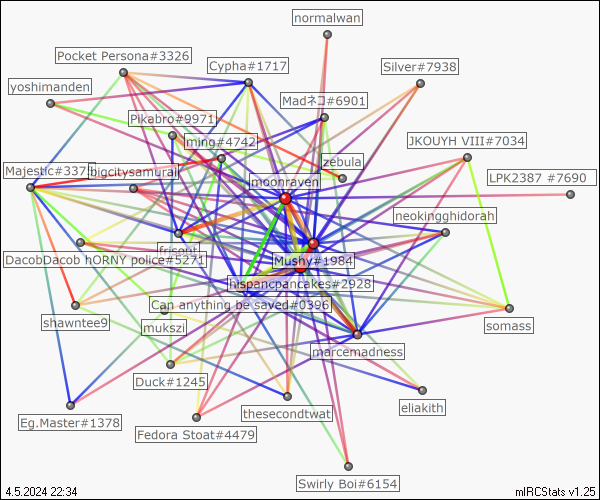 normalwan
Pocket Persona#3326
Cypha#1717
Silver#7938
yoshimanden
Madネコ#6901
Pikabro#9971
ming#4742
JKOUYH VIII#7034
zebula
Majestic#3373
bigcitysamurai
moonraven
LPK2387 #7690
neokingghidorah
frisout
DacobDacob hORNY police#5271
Mushy#1984
hispancpancakes#2928
Can anything be saved#0396
shawntee9
mukszi
somass
marcemadness
Duck#1245
eliakith
thesecondtwat
Eg.Master#1378
Fedora Stoat#4479
Swirly Boi#6154
4.5.2024 22:34
mIRCStats v1.25